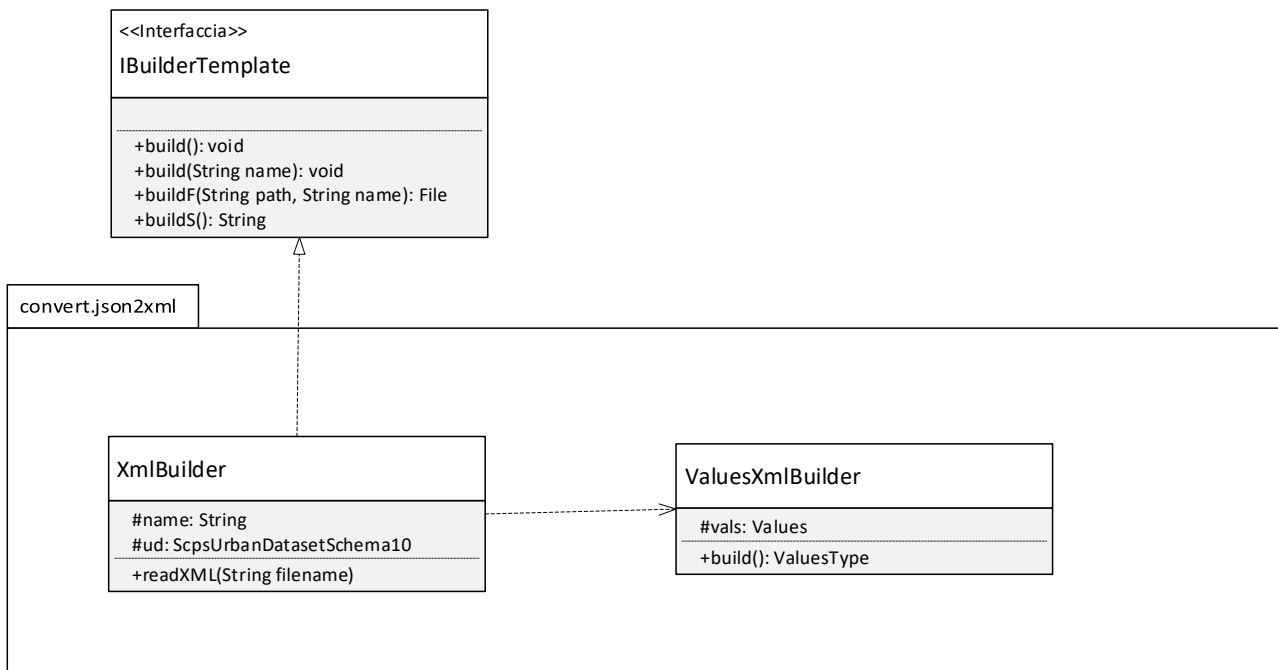 <<Interfaccia>>
IBuilderTemplate
+build(): void
+build(String name): void
+buildF(String path, String name): File
+buildS(): String
convert.json2xml
XmlBuilder
#name: String
#ud: ScpsUrbanDatasetSchema10
+readXML(String filename)
ValuesXmlBuilder
#vals: Values
+build(): ValuesType